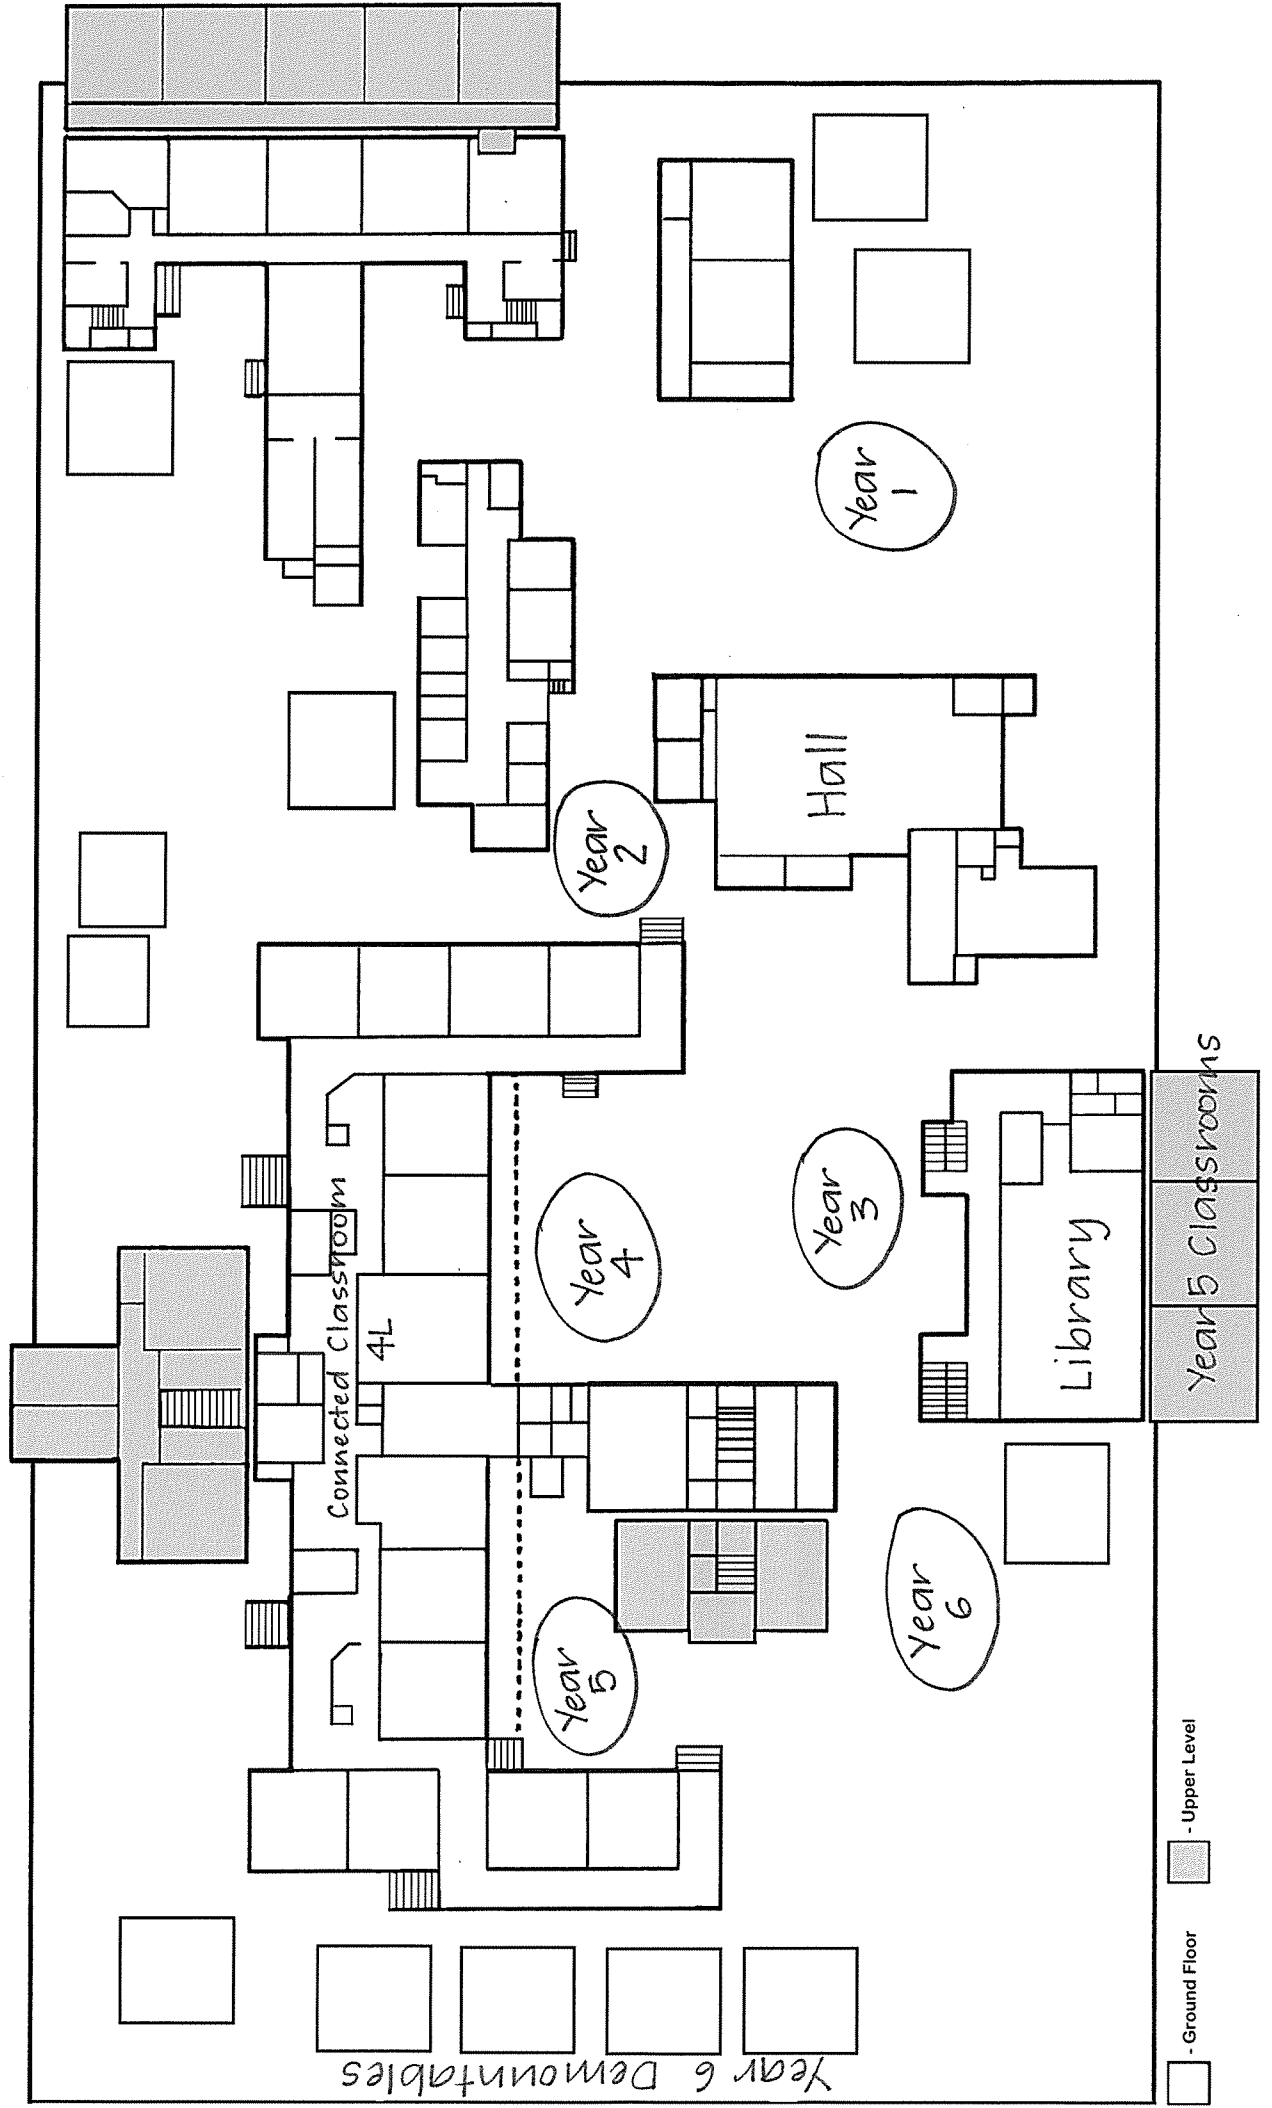 Year 6 Demountables
Connected Classroom
4L
Year
5
Year
4
Year
2
Year
6
Year
3
Hall
Year
1
Library
Year 5 Classrooms
- Ground Floor
- Upper Level